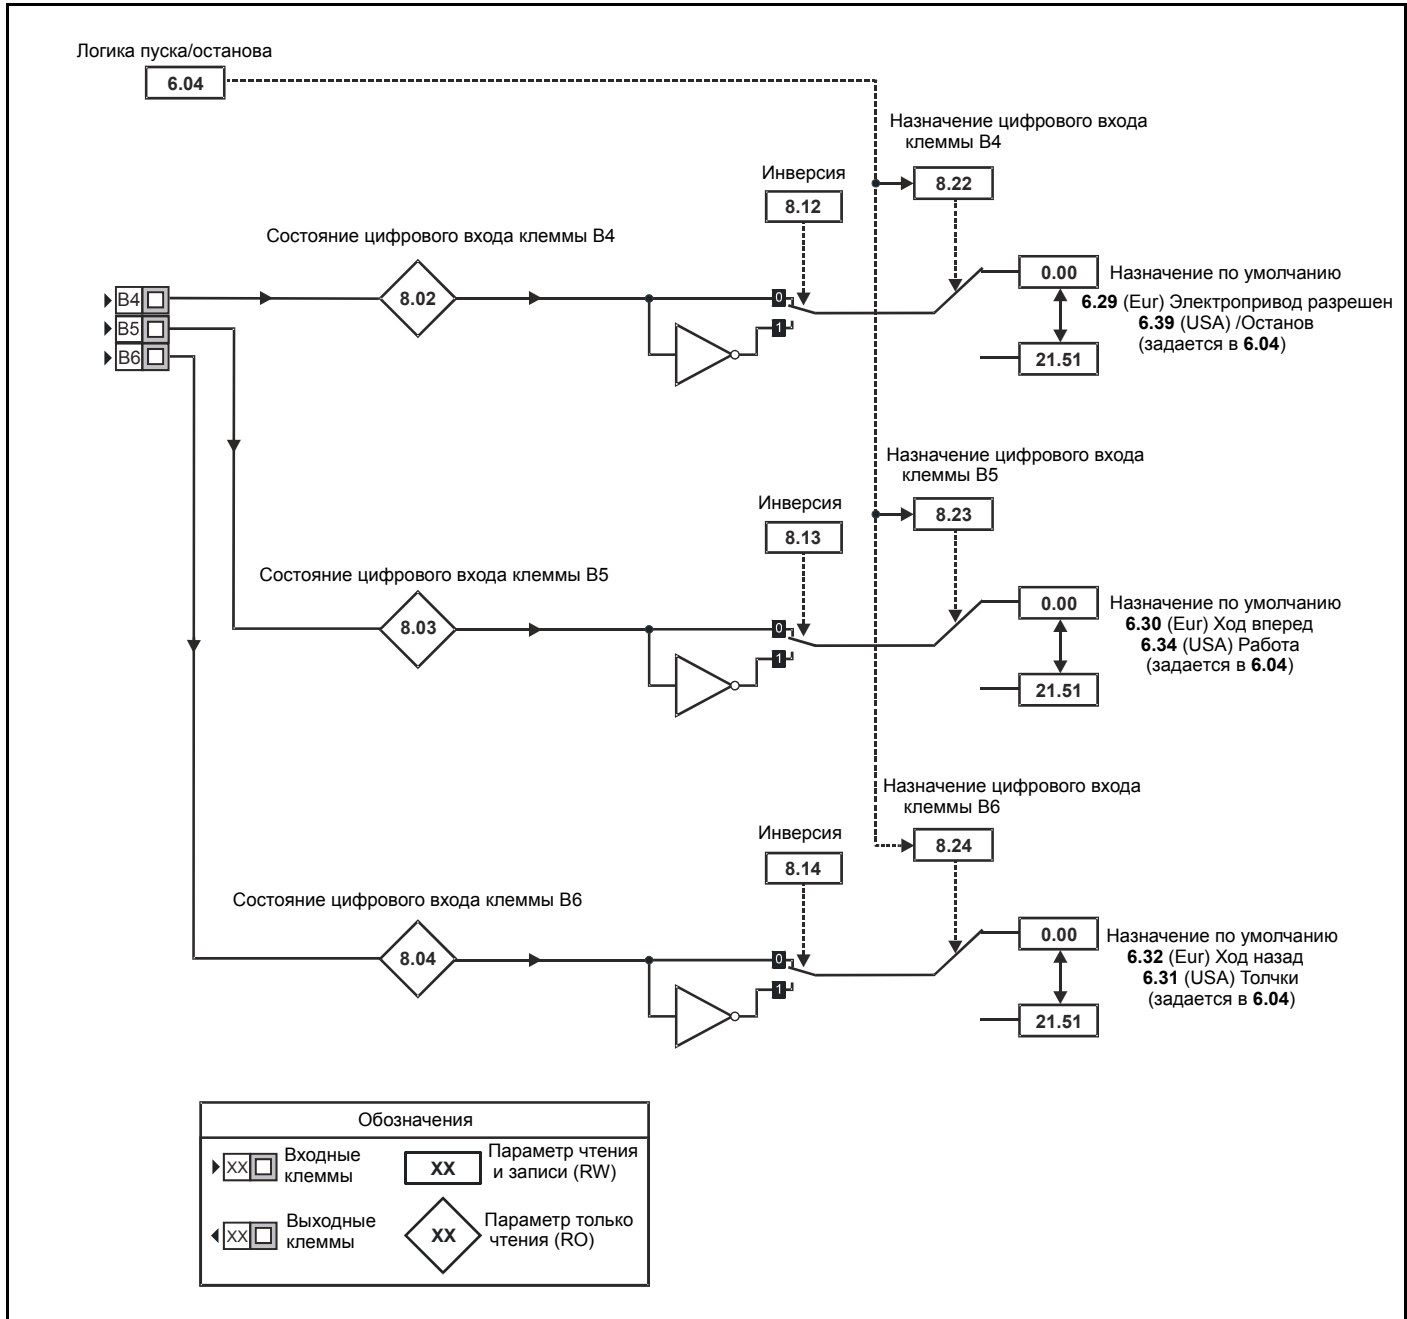 Логика пуска/останова
6.04
Назначение цифрового входа
клеммы B4
8.22
Инверсия
8.12
Состояние цифрового входа клеммы B4
8.02
B4
B5
B6
0
1
0.00
21.51
Назначение по умолчанию
6.29 (Eur) Электропривод разрешен
6.39 (USA) /Останов
(задается в 6.04)
Назначение цифрового входа
клеммы B5
8.23
Инверсия
8.13
Состояние цифрового входа клеммы B5
8.03
0
1
0.00
21.51
Назначение по умолчанию
6.30 (Eur) Ход вперед
6.34 (USA) Работа
(задается в 6.04)
Назначение цифрового входа
клеммы B6
8.24
Инверсия
8.14
Состояние цифрового входа клеммы B6
8.04
0
1
0.00
21.51
Назначение по умолчанию
6.32 (Eur) Ход назад
6.31 (USA) Толчки
(задается в 6.04)
Обозначения
XX
Входные
клеммы
XX
Параметр чтения
и записи (RW)
XX
Выходные
клеммы
XX
Параметр только
чтения (RO)